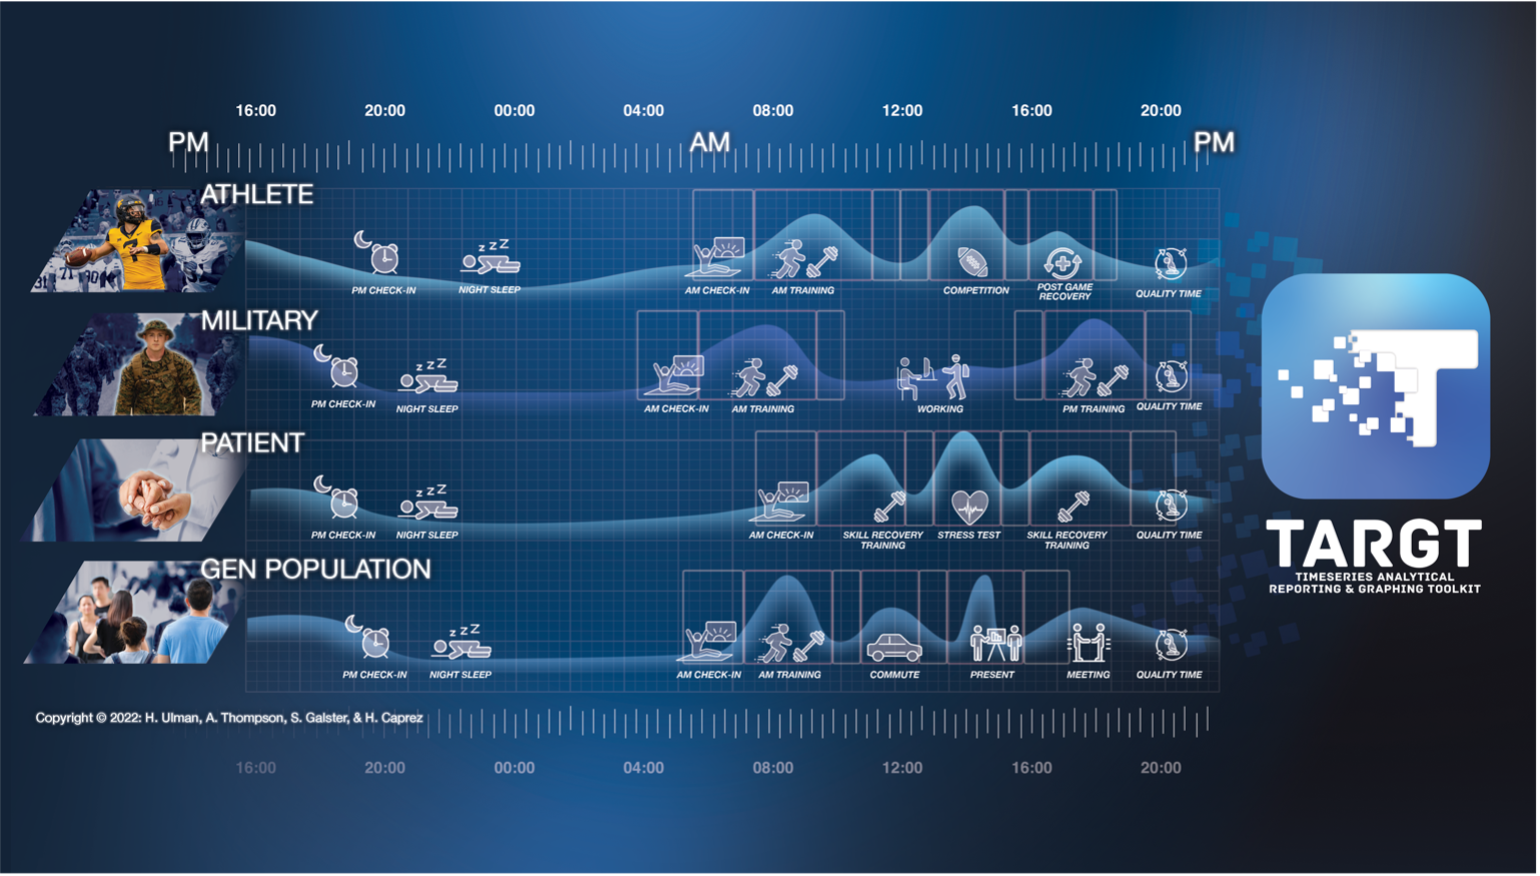 16:00 20:00 00:00 04:00 08:00 12:00 16:00 20:00
PM AM PM
ATHLETE
PM CHECK-IN NIGHT SLEEP AM CHECK-IN AM TRAINING COMPETITION POST GAME
RECOVERY QUALITY TIME
z z Z
7
MILITARY
z z Z
PM CHECK-IN NIGHT SLEEP AM CHECK-IN AM TRAINING WORKING PM TRAINING QUALITY TIME
PATIENT
z z Z
PM CHECK-IN NIGHT SLEEP AM CHECK-IN SKILL RECOVERY
TRAINING STRESS TEST SKILL RECOVERY
TRAINING QUALITY TIME
GEN POPULATION
z z Z
PM CHECK-IN NIGHT SLEEP AM CHECK-IN AM TRAINING COMMUTE PRESENT MEETING QUALITY TIME
Copyright © 2022: H. Ulman, A. Thompson, S. Galster, & H. Caprez
16:00 20:00 00:00 04:00 08:00 12:00 16:00 20:00
T
TARGT
TIMESERIES ANALYTICAL
REPORTING & GRAPHING TOOLKIT